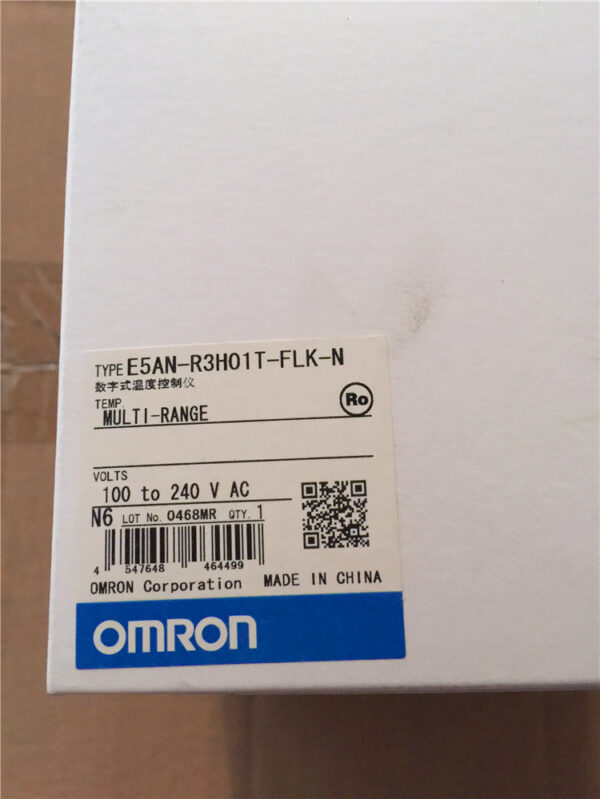 TYPE E5AN-R3H01T-FLK-N
数字式温度控制仪
TEMP.
MULTI-RANGE
Ro
VOLTS
100 to 240 V AC
N6 LOT No. 0468MR QTY. 1
4 547648 464499
OMRON Corporation MADE IN CHINA
OMRON